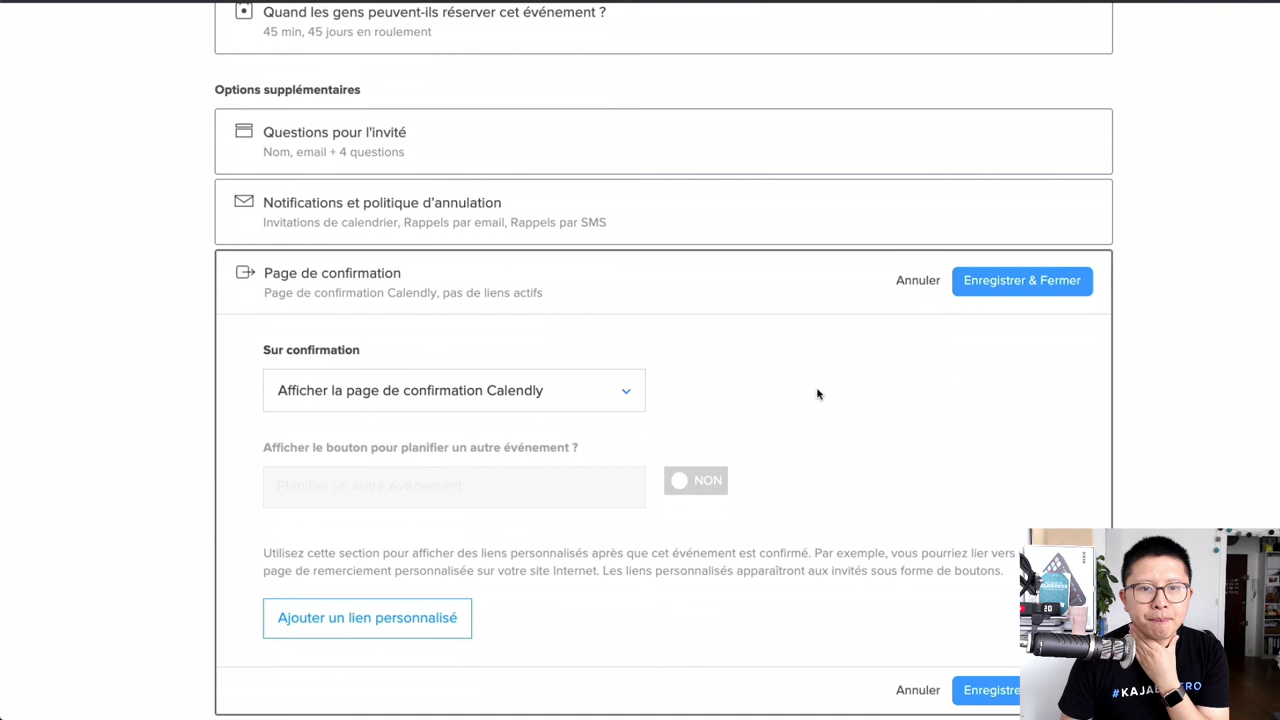 Quand les gens peuvent-ils réserver cet événement ?
45 min, 45 jours en roulement
Options supplémentaires
Questions pour l'invité
Nom, email + 4 questions
Notifications et politique d'annulation
Invitations de calendrier, Rappels par email, Rappels par SMS
Page de confirmation
Page de confirmation Calendly, pas de liens actifs
Annuler
Enregistrer & Fermer
Sur confirmation
Afficher la page de confirmation Calendly
Afficher le bouton pour planifier un autre événement ?
Planifier un autre événement
NON
Utilisez cette section pour afficher des liens personnalisés après que cet événement est confirmé. Par exemple, vous pourriez lier vers
page de remerciement personnalisée sur votre site Internet. Les liens personnalisés apparaîtront aux invités sous forme de boutons.
Ajouter un lien personnalisé
Annuler
Enregistre
20